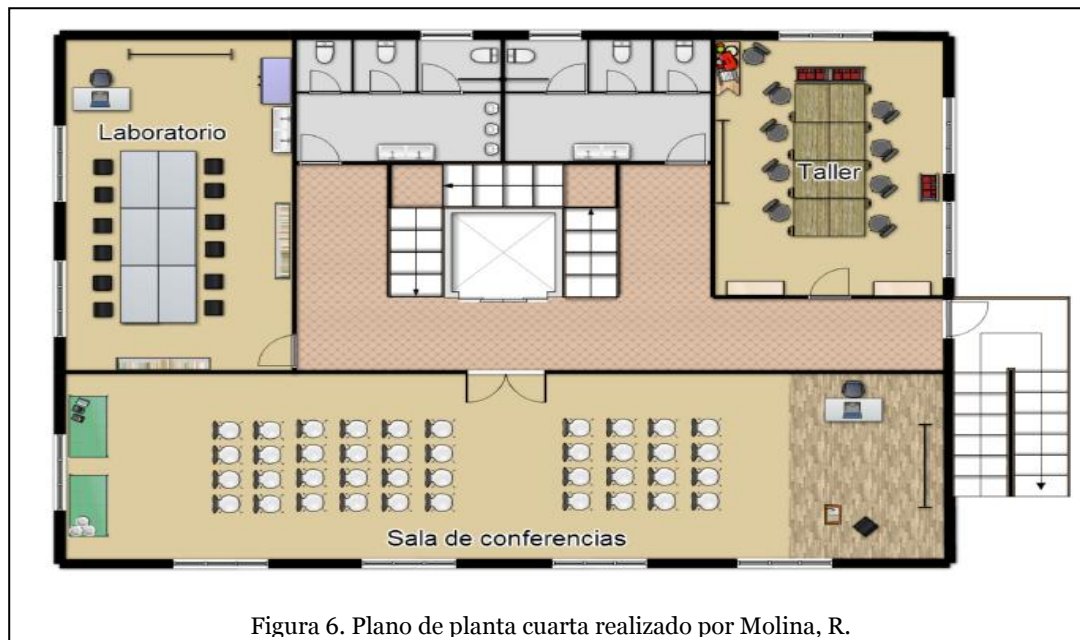 Laboratorio
Taller
Sala de conferencias
Figura 6. Plano de planta cuarta realizado por Molina, R.